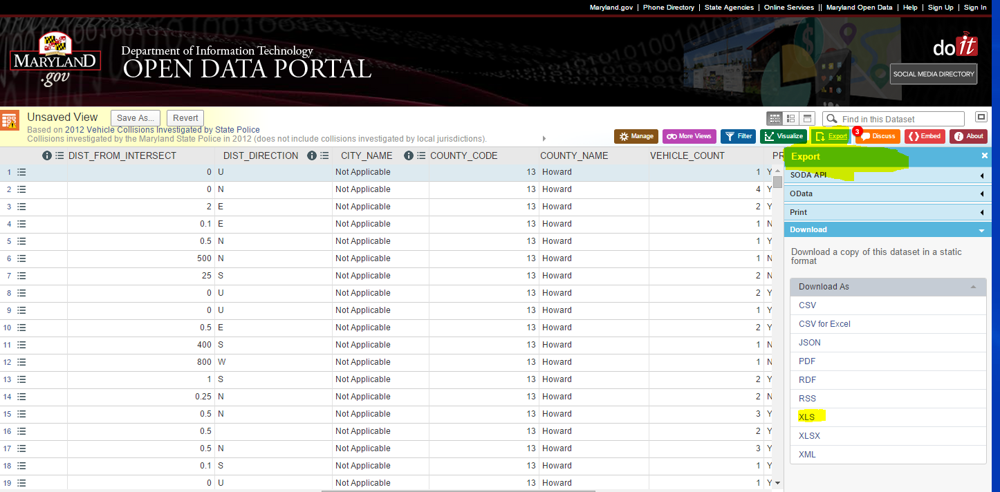 Maryland.gov | Phone Directory | State Agencies | Online Services || Maryland Open Data | Help | Sign Up | Sign In
MARYLAND
.gov
Department of Information Technology
OPEN DATA PORTAL
doit
SOCIAL MEDIA DIRECTORY
Unsaved View Save As... Revert
Based on 2012 Vehicle Collisions Investigated by State Police
Collisions investigated by the Maryland State Police in 2012 (does not include collisions investigated by local jurisdictions).
Find in this Dataset
Manage More Views Filter Visualize Export 3 Discuss Embed About
DIST_FROM_INTERSECT DIST_DIRECTION CITY_NAME COUNTY_CODE COUNTY_NAME VEHICLE_COUNT PR
1 0 U Not Applicable 13 Howard 1 Y
2 0 N Not Applicable 13 Howard 4 Y
3 2 E Not Applicable 13 Howard 2 Y
4 0.1 E Not Applicable 13 Howard 1 N
5 0.5 N Not Applicable 13 Howard 1 Y
6 500 N Not Applicable 13 Howard 1 N
7 25 S Not Applicable 13 Howard 2 N
8 0 U Not Applicable 13 Howard 2 Y
9 0 U Not Applicable 13 Howard 1 Y
10 0.5 E Not Applicable 13 Howard 2 Y
11 400 S Not Applicable 13 Howard 1 N
12 800 W Not Applicable 13 Howard 1 N
13 1 S Not Applicable 13 Howard 2 Y
14 0.25 N Not Applicable 13 Howard 2 N
15 0.5 N Not Applicable 13 Howard 3 Y
16 0.5 Not Applicable 13 Howard 2 Y
17 0.5 N Not Applicable 13 Howard 3 Y
18 0.1 S Not Applicable 13 Howard 1 Y
19 0 U Not Applicable 13 Howard 1 Y
Export
SODA API
OData
Print
Download
Download a copy of this dataset in a static
format
Download As
CSV
CSV for Excel
JSON
PDF
RDF
RSS
XLS
XLSX
XML